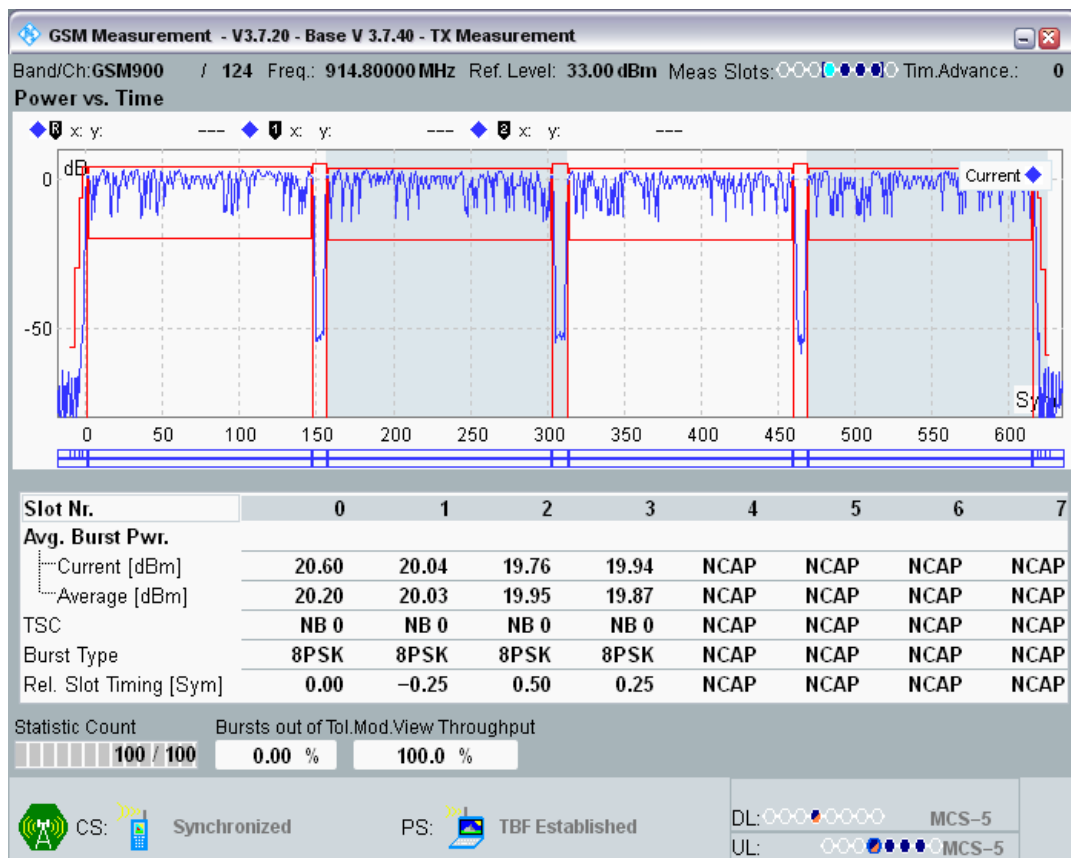 GSM Measurement - V3.7.20 - Base V 3.7.40 - TX Measurement
Band/Ch:GSM900 / 124 Freq.: 914.80000 MHz Ref. Level: 33.00 dBm Meas Slots: Tim.Advance.: 0
Power vs. Time
R x: y: --- 1 x: y: --- 2 x: y: ---
dB
0
Current
-50
0 50 100 150 200 250 300 350 400 450 500 550 600
Slot Nr. 0 1 2 3 4 5 6 7
Avg. Burst Pwr.
Current [dBm] 20.60 20.04 19.76 19.94 NCAP NCAP NCAP NCAP
Average [dBm] 20.20 20.03 19.95 19.87 NCAP NCAP NCAP NCAP
TSC NB 0 NB 0 NB 0 NB 0 NCAP NCAP NCAP NCAP
Burst Type 8PSK 8PSK 8PSK 8PSK NCAP NCAP NCAP NCAP
Rel. Slot Timing [Sym] 0.00 −0.25 0.50 0.25 NCAP NCAP NCAP NCAP
Statistic Count Bursts out of Tol.Mod.View Throughput
100 / 100 0.00 % 100.0 %
CS: Synchronized PS: TBF Established DL: MCS−5
UL: MCS−5